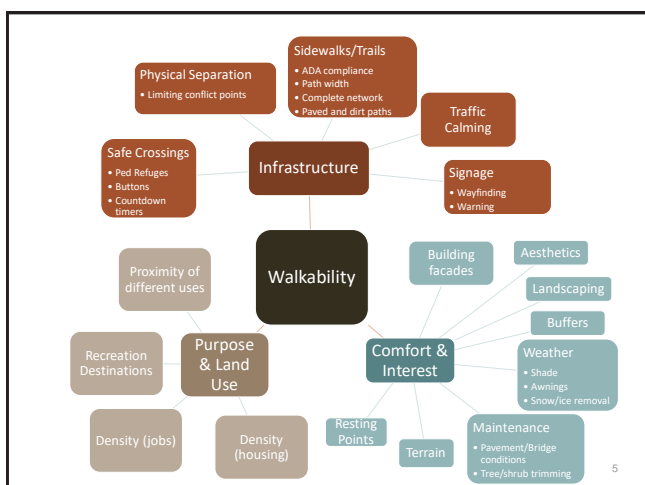 Sidewalks/Trails
• ADA compliance
• Path width
• Complete network
• Paved and dirt paths
Physical Separation
• Limiting conflict points
Traffic
Calming
Safe Crossings
• Ped Refuges
• Buttons
• Countdown
timers
Infrastructure
Signage
• Wayfinding
• Warning
Walkability
Proximity of
different uses
Recreation
Destinations
Purpose
& Land
Use
Density (jobs)
Density
(housing)
Building
facades
Aesthetics
Landscaping
Buffers
Comfort &
Interest
Weather
• Shade
• Awnings
• Snow/ice removal
Resting
Points
Terrain
Maintenance
• Pavement/Bridge
conditions
• Tree/shrub trimming
5